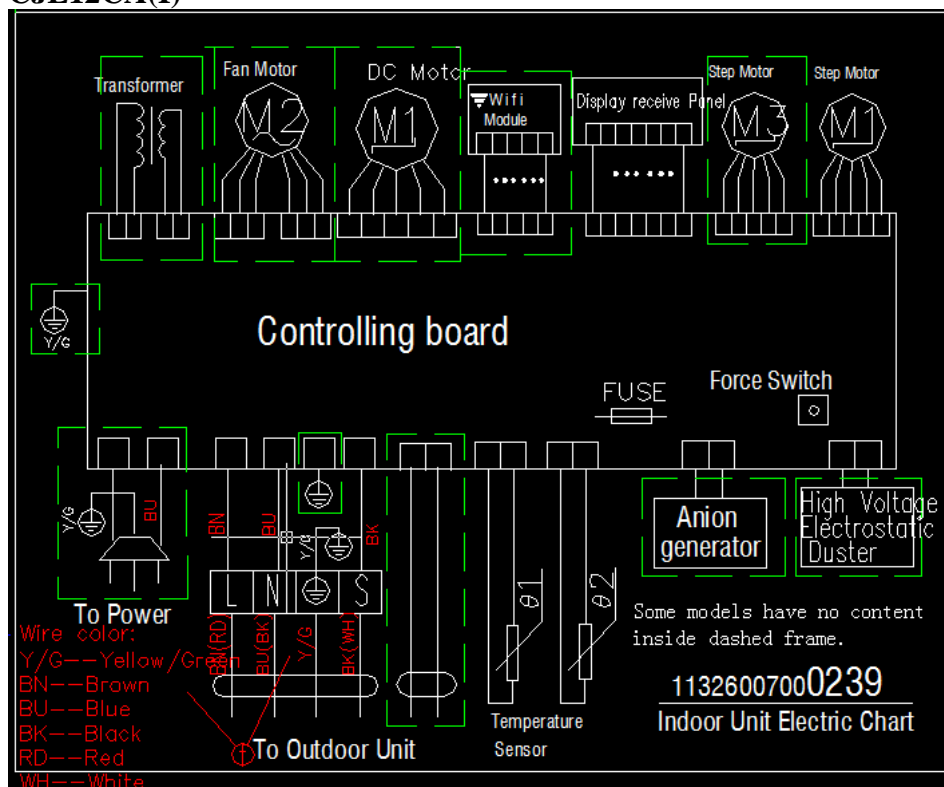 Transformer
Fan Motor
DC Motor
Wifi
Module
Display receive Panel
Step Motor
Step Motor
M2
M1
M3
M1
Y/G
Controlling board
FUSE
Force Switch
Y/G
BU
BN
BU
Y/G
BK
Anion
generator
High Voltage
Electrostatic
Duster
L N S
θ1
θ2
To Power
BN(RD)
BU(BK)
Y/G
BK(WH)
Wire color:
Y/G--Yellow/Green
BN--Brown
BU--Blue
BK--Black
RD--Red
WH--White
To Outdoor Unit
Temperature
Sensor
Some models have no content
inside dashed frame.
11326007000239
Indoor Unit Electric Chart